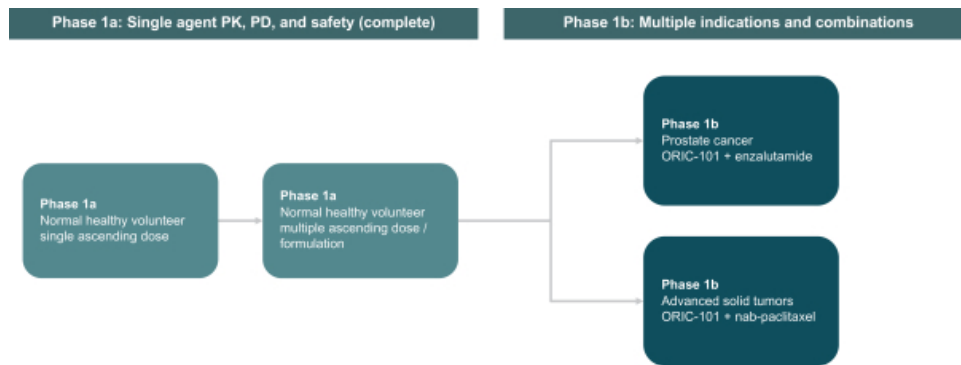 Phase 1a: Single agent PK, PD, and safety (complete)
Phase 1b: Multiple indications and combinations
Phase 1a
Normal healthy volunteer
single ascending dose
Phase 1a
Normal healthy volunteer
multiple ascending dose /
formulation
Phase 1b
Prostate cancer
ORIC-101 + enzalutamide
Phase 1b
Advanced solid tumors
ORIC-101 + nab-paclitaxel